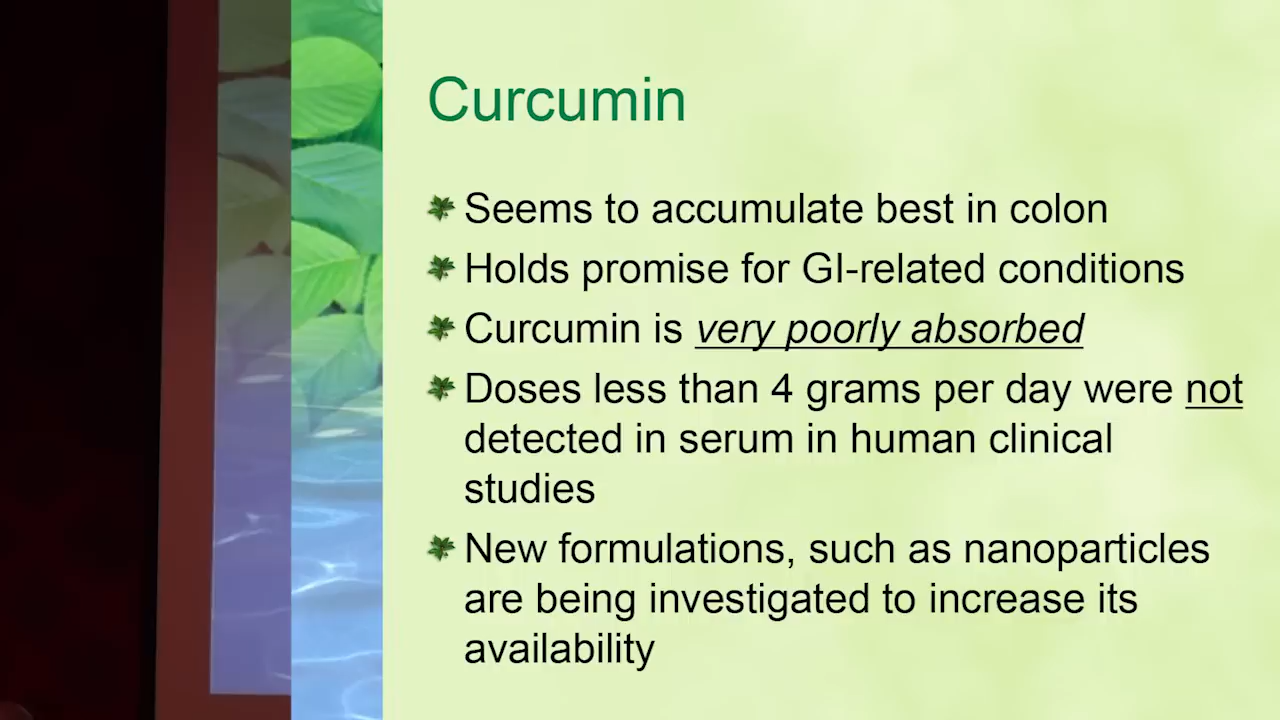 Curcumin
Seems to accumulate best in colon
Holds promise for GI-related conditions
Curcumin is very poorly absorbed
Doses less than 4 grams per day were not
detected in serum in human clinical
studies
New formulations, such as nanoparticles
are being investigated to increase its
availability